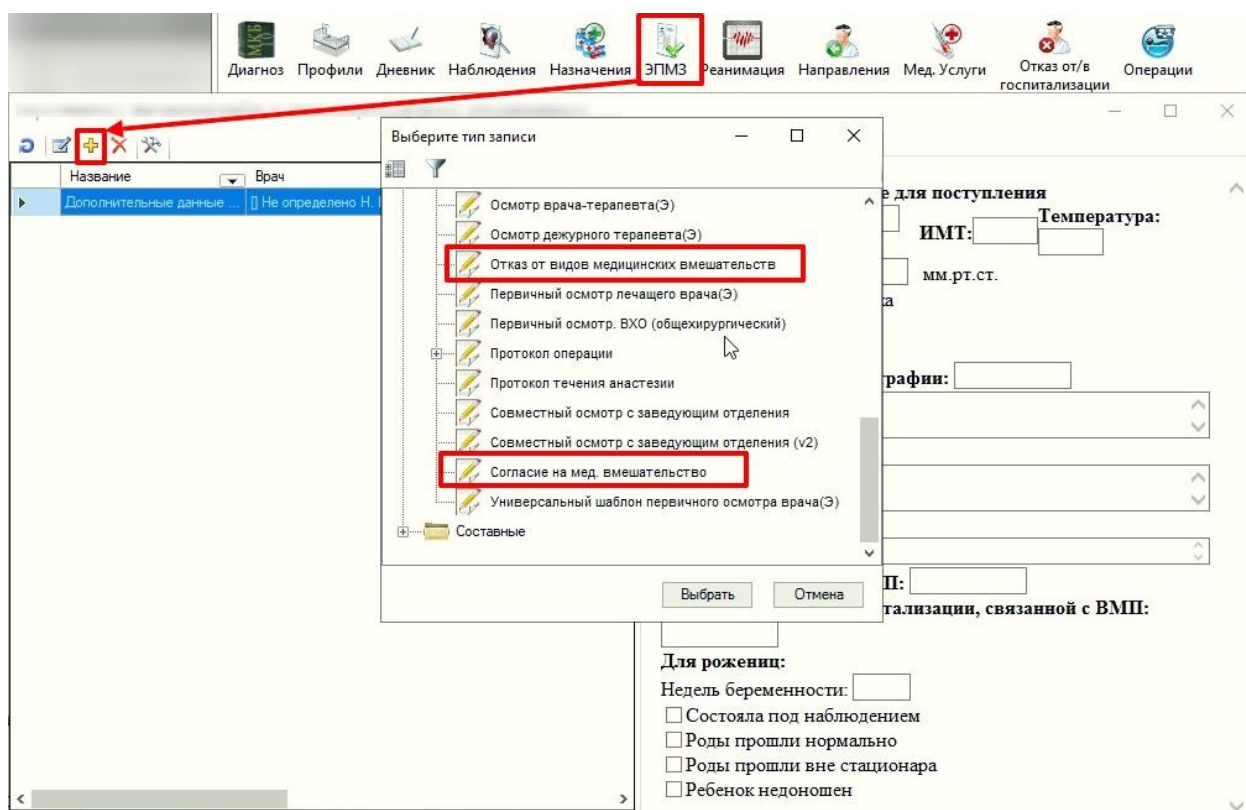 МКБ
Диагноз Профили Дневник Наблюдения Назначения ЭПМЗ Реанимация Направления Мед. Услуги Отказ от/в госпитализации Операции
Название Врач
Дополнительные данные ... [] Не определено Н.
Выберите тип записи
Осмотр врача-терапевта(Э)
Осмотр дежурного терапевта(Э)
Отказ от видов медицинских вмешательств
Первичный осмотр лечащего врача(Э)
Первичный осмотр. ВХО (общехирургический)
Протокол операции
Протокол течения анастезии
Совместный осмотр с заведующим отделения
Совместный осмотр с заведующим отделения (v2)
Согласие на мед. вмешательство
Универсальный шаблон первичного осмотра врача(Э)
Составные
Выбрать Отмена
для поступления
ИМТ: Температура:
мм.рт.ст.
рафии:
П:
тализации, связанной с ВМП:
Для рожениц:
Недель беременности:
Состояла под наблюдением
Роды прошли нормально
Роды прошли вне стационара
Ребенок недоношен